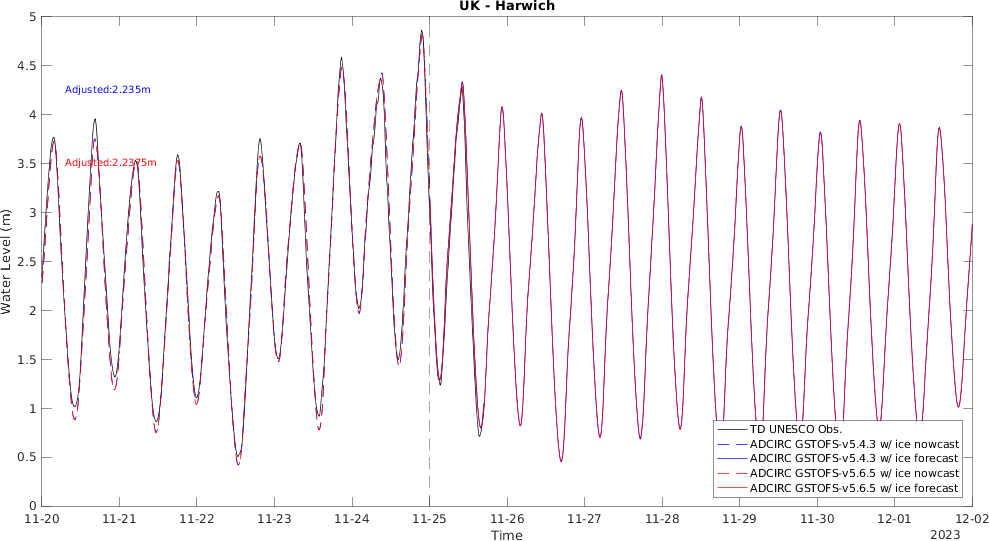 UK - Harwich
5
4.5
4
3.5
3
2.5
2
1.5
1
0.5
0
Water Level (m)
Adjusted:2.235m
Adjusted:2.2375m
TD UNESCO Obs.
ADCIRC GSTOFS-v5.4.3 w/ ice nowcast
ADCIRC GSTOFS-v5.4.3 w/ ice forecast
ADCIRC GSTOFS-v5.6.5 w/ ice nowcast
ADCIRC GSTOFS-v5.6.5 w/ ice forecast
11-20 11-21 11-22 11-23 11-24 11-25 11-26 11-27 11-28 11-29 11-30 12-01 12-02
Time
2023